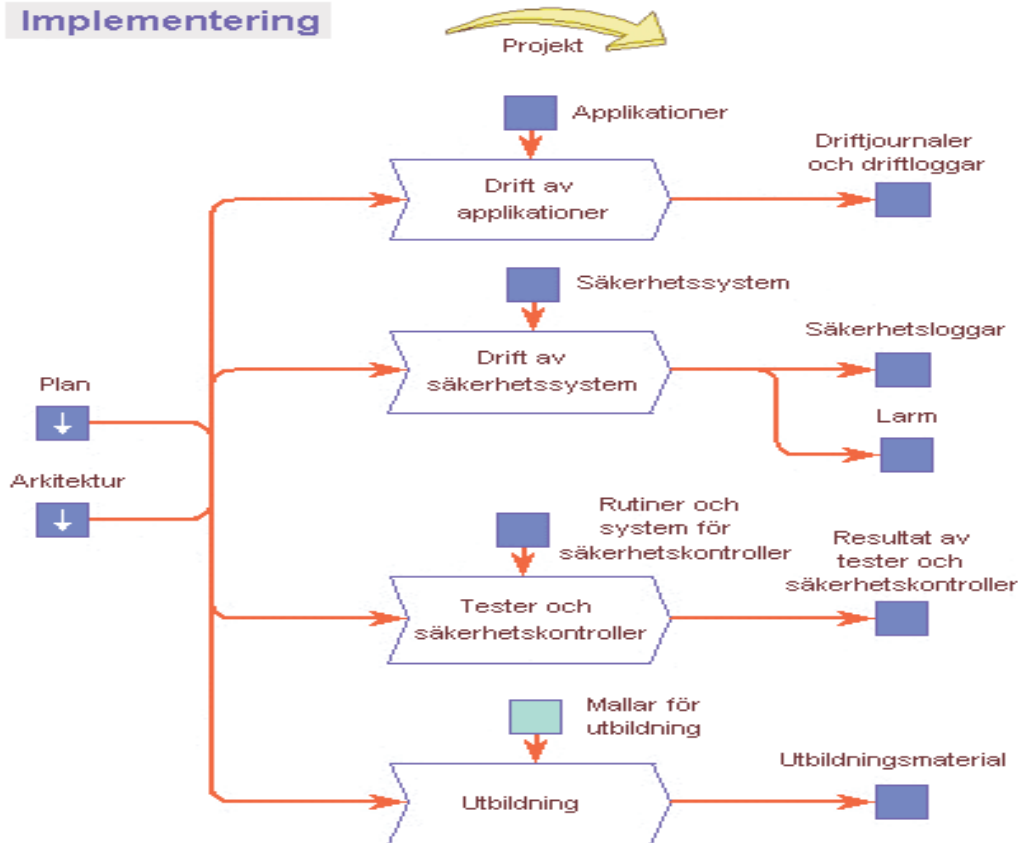 Implementering
Projekt
Applikationer
Driftjournaler
och driftloggar
Drift av
applikationer
Säkerhetssystem
Säkerhetsloggar
Drift av
säkerhetssystem
Plan
Larm
Arkitektur
Rutiner och
system för
säkerhetskontroller
Resultat av
tester och
säkerhetskontroller
Tester och
säkerhetskontroller
Mallar för
utbildning
Utbildningsmaterial
Utbildning